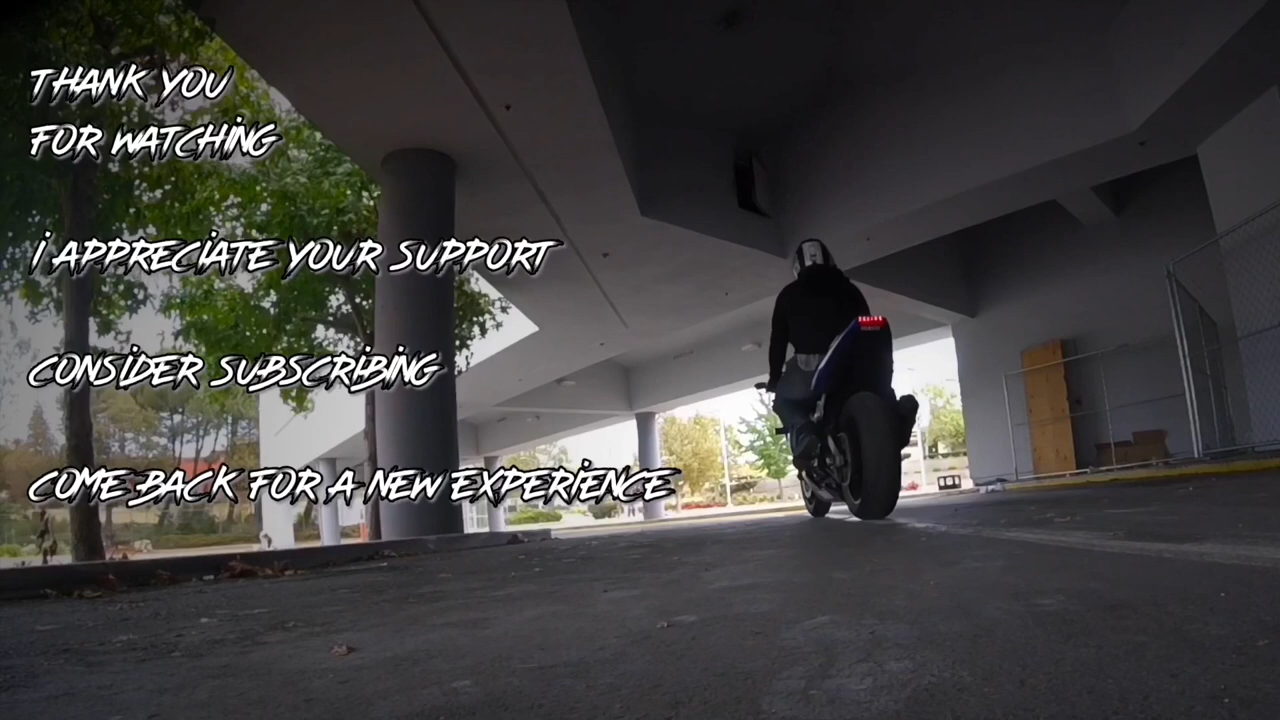 THANK YOU
FOR WATCHING
I APPRECIATE YOUR SUPPORT
CONSIDER SUBSCRIBING
COME BACK FOR A NEW EXPERIENCE